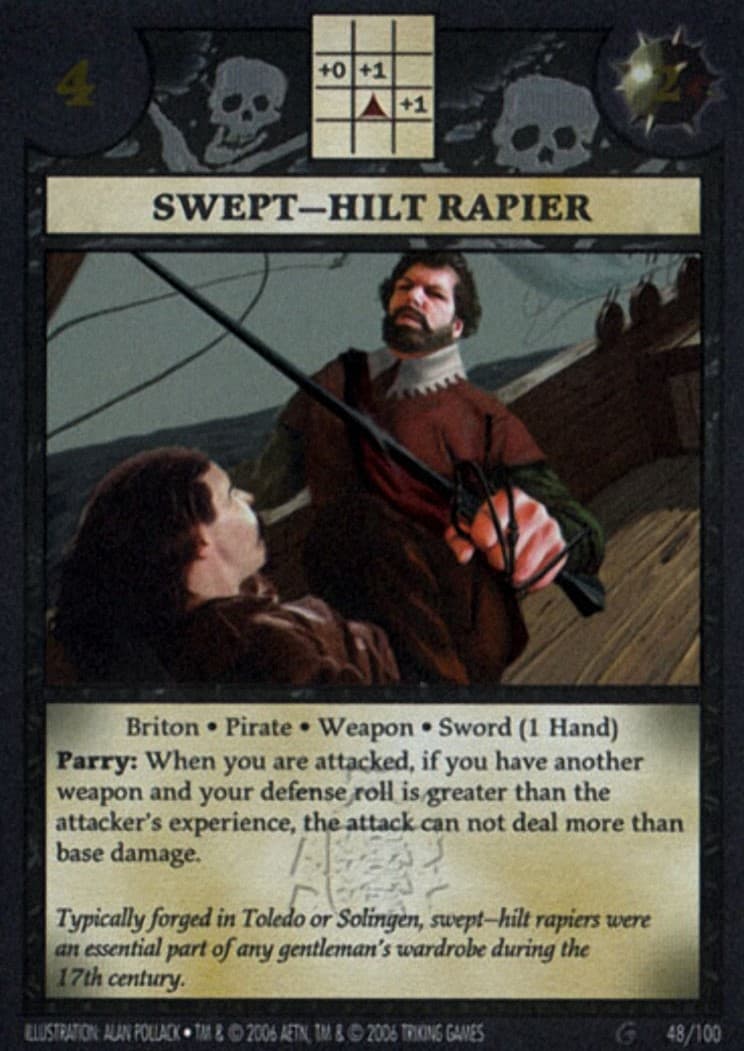 4
2
+0 +1
+1
SWEPT–HILT RAPIER
Briton • Pirate • Weapon • Sword (1 Hand)
Parry: When you are attacked, if you have another
weapon and your defense roll is greater than the
attacker's experience, the attack can not deal more than
base damage.
Typically forged in Toledo or Solingen, swept–hilt rapiers were
an essential part of any gentleman's wardrobe during the
17th century.
ILLUSTRATION: ALAN POLLACK • TM & © 2006 AETN, TM & © 2006 TRIKING GAMES
G 48/100